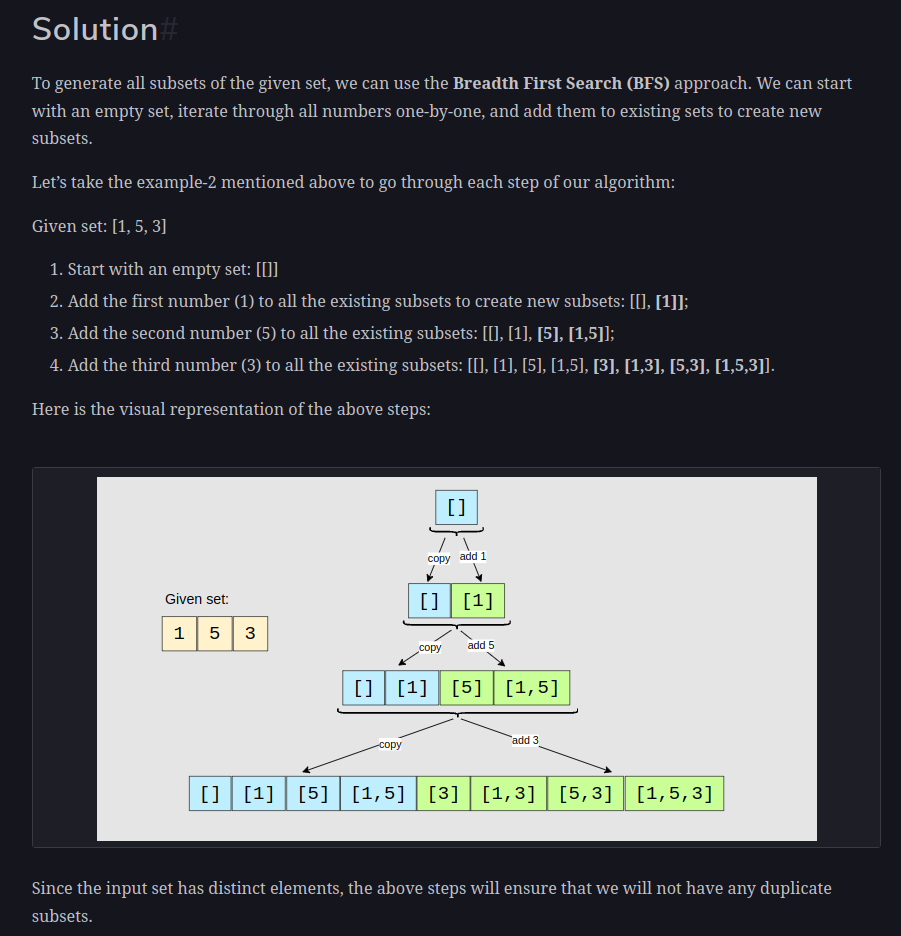 Solution#
To generate all subsets of the given set, we can use the Breadth First Search (BFS) approach. We can start
with an empty set, iterate through all numbers one-by-one, and add them to existing sets to create new
subsets.
Let’s take the example-2 mentioned above to go through each step of our algorithm:
Given set: [1, 5, 3]
1. Start with an empty set: [[]]
2. Add the first number (1) to all the existing subsets to create new subsets: [[], [1]];
3. Add the second number (5) to all the existing subsets: [[], [1], [5], [1,5]];
4. Add the third number (3) to all the existing subsets: [[], [1], [5], [1,5], [3], [1,3], [5,3], [1,5,3]].
Here is the visual representation of the above steps:
[]
copy add 1
[] [1]
Given set:
1 5 3
copy add 5
[] [1] [5] [1,5]
copy add 3
[] [1] [5] [1,5] [3] [1,3] [5,3] [1,5,3]
Since the input set has distinct elements, the above steps will ensure that we will not have any duplicate
subsets.